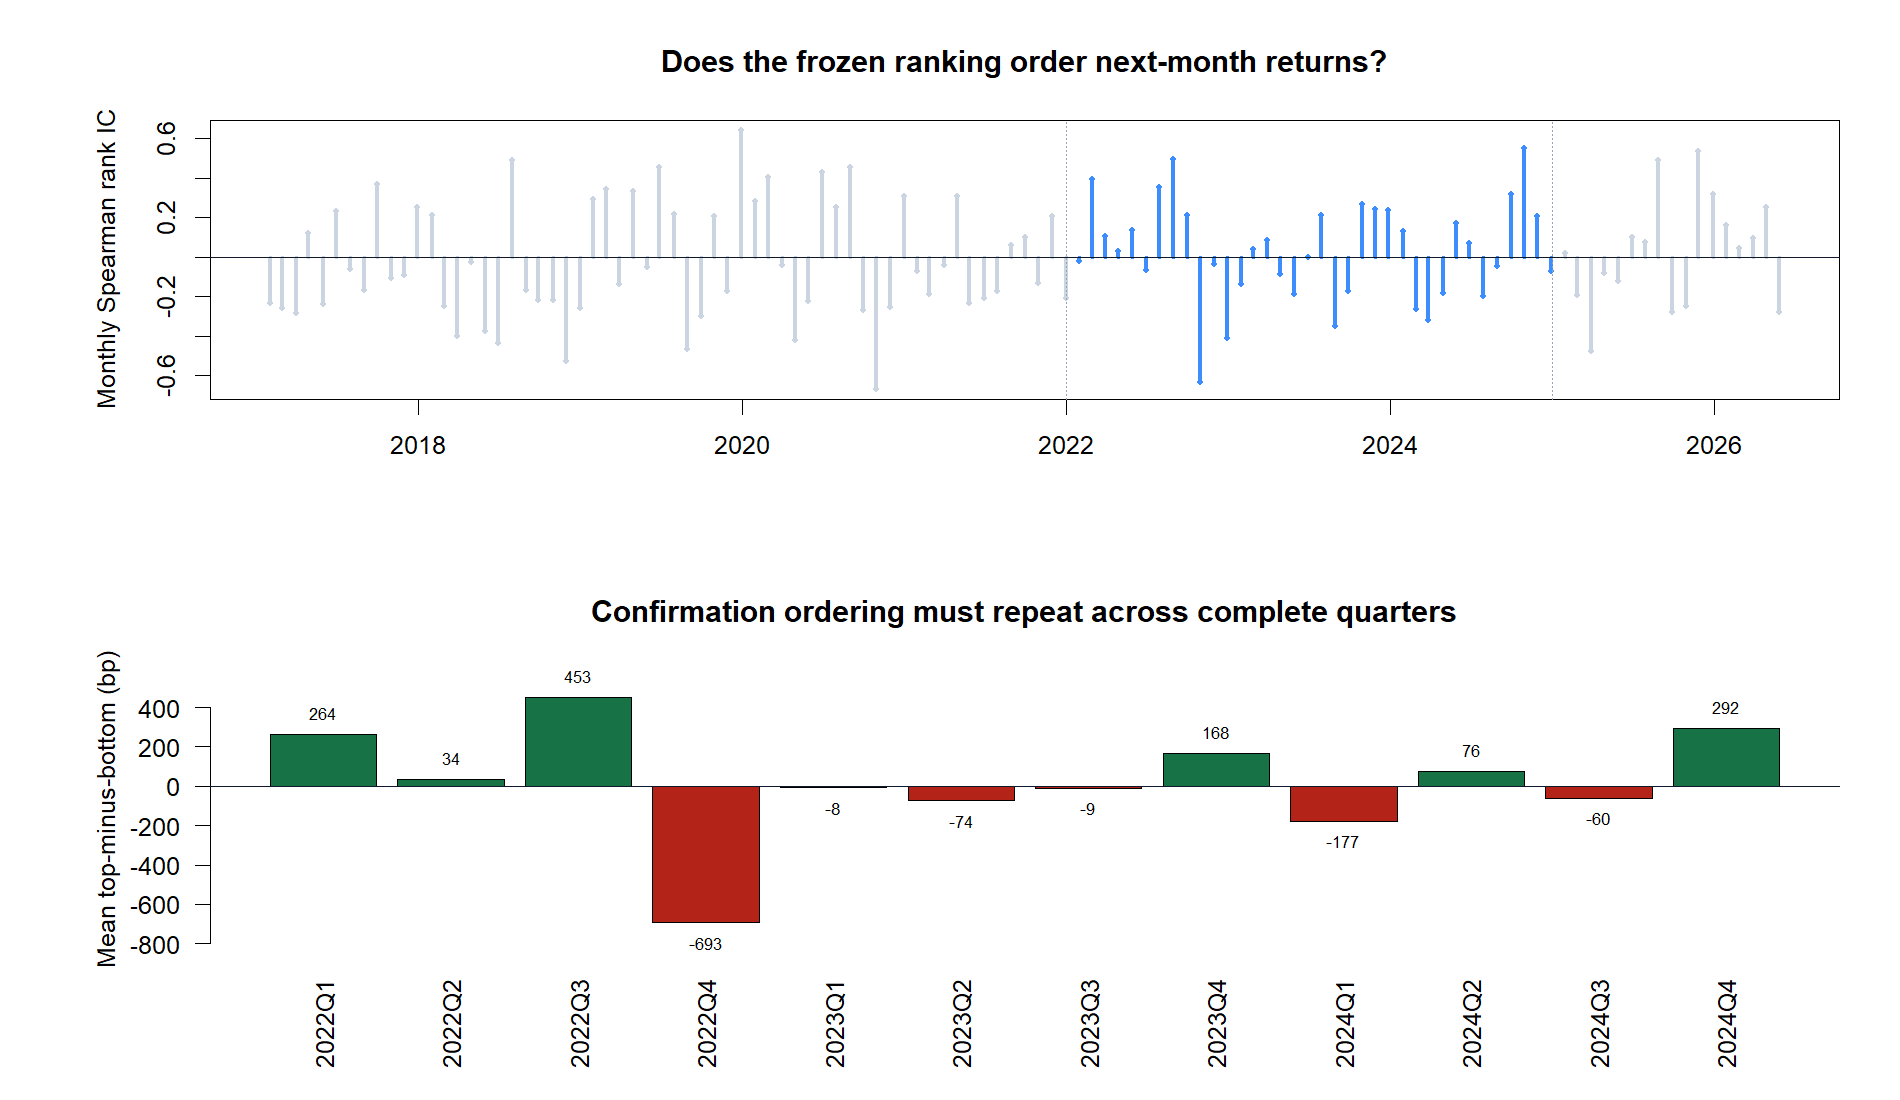 Does the frozen ranking order next-month returns?
Monthly Spearman rank IC
0.6
0.2
-0.2
-0.6
2018 2020 2022 2024 2026
Confirmation ordering must repeat across complete quarters
Mean top-minus-bottom (bp)
400
200
0
-200
-400
-600
-800
264 34 453 -693 -8 -74 -9 168 -177 76 -60 292
2022Q1 2022Q2 2022Q3 2022Q4 2023Q1 2023Q2 2023Q3 2023Q4 2024Q1 2024Q2 2024Q3 2024Q4